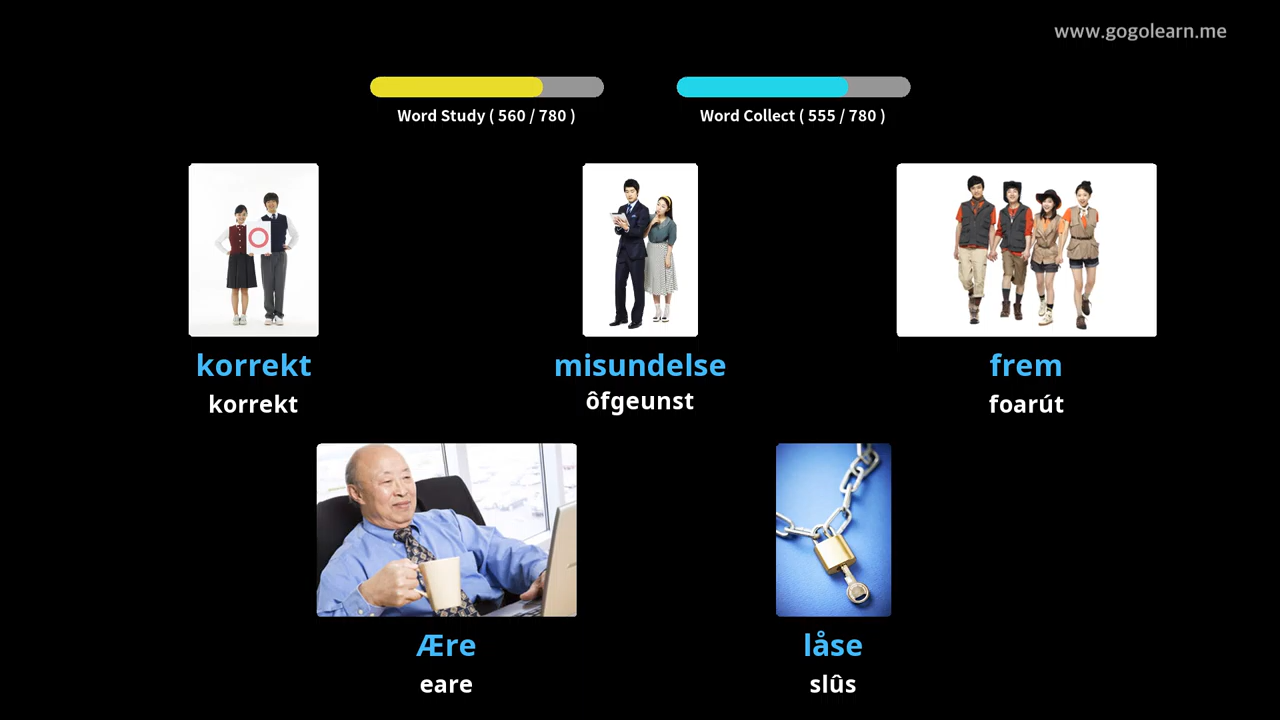 www.gogolearn.me
Word Study ( 560 / 780 )
Word Collect ( 555 / 780 )
korrekt
korrekt
misundelse
ôfgeunst
frem
foarút
Ære
eare
låse
slûs